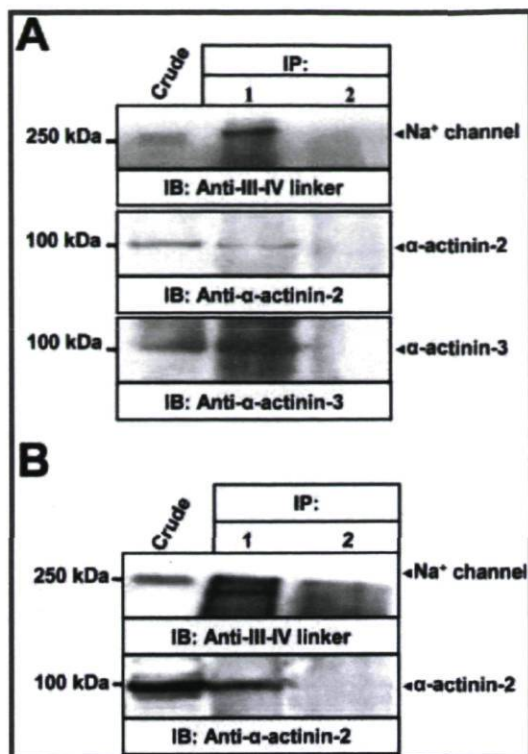 A
Crude
IP:
1 2
250 kDa Na⁺ channel
IB: Anti-III-IV linker
100 kDa α-actinin-2
IB: Anti-α-actinin-2
100 kDa α-actinin-3
IB: Anti-α-actinin-3
B
Crude
IP:
1 2
250 kDa Na⁺ channel
IB: Anti-III-IV linker
100 kDa α-actinin-2
IB: Anti-α-actinin-2